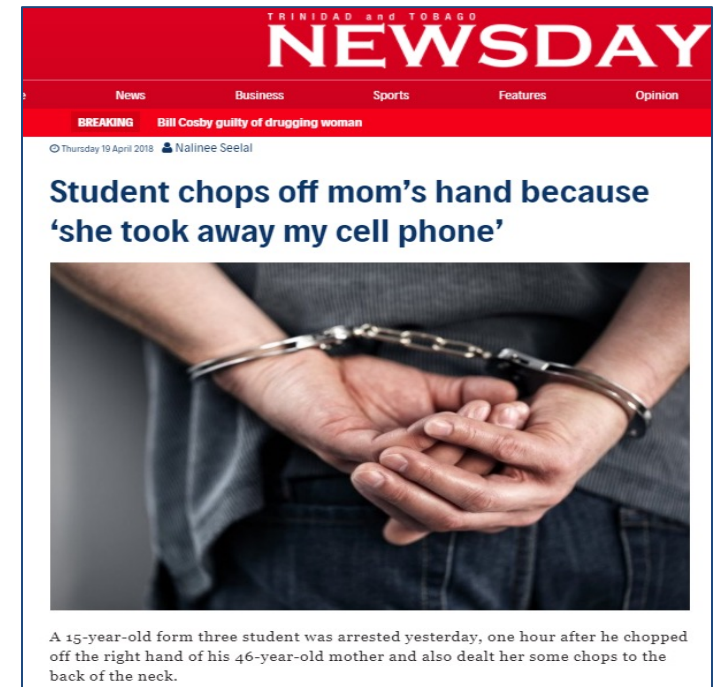 TRINIDAD and TOBAGO
NEWSDAY
News Business Sports Features Opinion
BREAKING Bill Cosby guilty of drugging woman
Thursday 19 April 2018 Nalinee Seelal
Student chops off mom's hand because
‘she took away my cell phone’
A 15-year-old form three student was arrested yesterday, one hour after he chopped
off the right hand of his 46-year-old mother and also dealt her some chops to the
back of the neck.